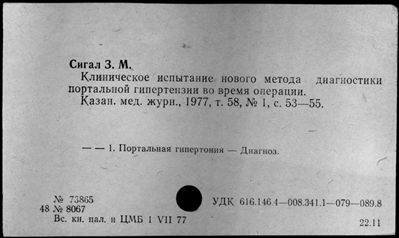 Сигал З. М.
Клиническое испытание нового метода диагностики
портальной гипертензии во время операции.
Казан. мед. журн., 1977, т. 58, № 1, с. 53—55.
— — 1. Портальная гипертония — Диагноз.
№ 73865
48 № 8067
Вс. кн. пал. и ЦМБ 1 VII 77
УДК 616.146.4—008.341.1—079—089.8
22.11